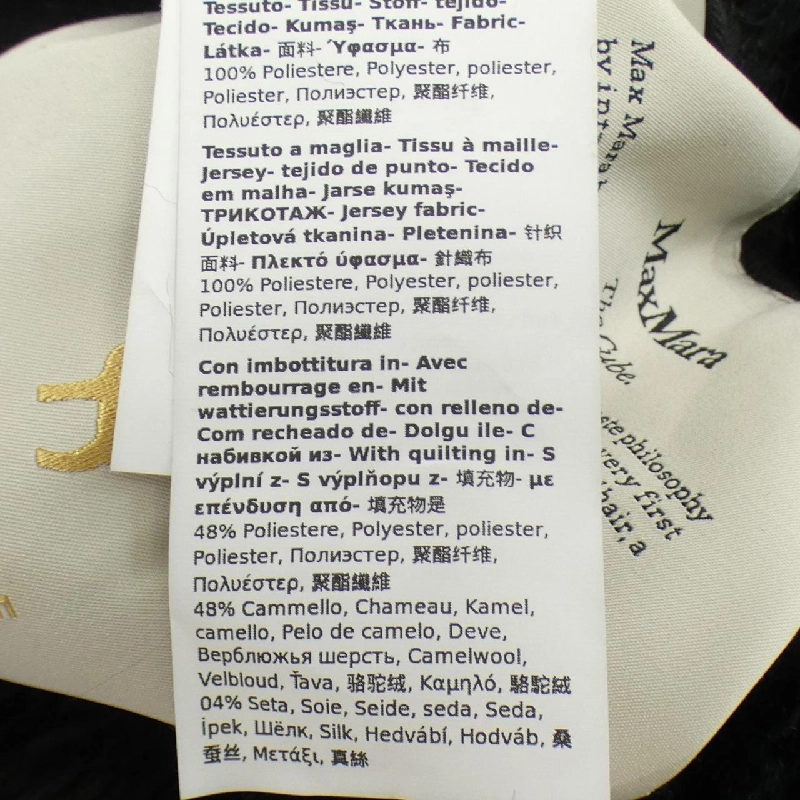 Tessuto- Tissu- Stoff- tejido-
Tecido- Kumaş- Ткань- Fabric-
Látka- 面料- Ύφασμα- 布
100% Poliestere, Polyester, poliester,
Poliester, Полиэстер, 聚酯纤维,
Πολυέστερ, 聚酯纖維
Tessuto a maglia- Tissu à maille-
Jersey- tejido de punto- Tecido
em malha- Jarse kumaş-
ТРИКОТАЖ- Jersey fabric-
Úpletová tkanina- Pletenina- 针织
面料- Πλεκτό ύφασμα- 針織布
100% Poliestere, Polyester, poliester,
Poliester, Полиэстер, 聚酯纤维,
Πολυέστερ, 聚酯纖維
Con imbottitura in- Avec
rembourrage en- Mit
wattierungsstoff- con relleno de-
Com recheado de- Dolgu ile- С
набивкой из- With quilting in- S
výplní z- S výplňopu z- 填充物- με
επένδυση από- 填充物是
48% Poliestere, Polyester, poliester,
Poliester, Полиэстер, 聚酯纤维,
Πολυέστερ, 聚酯纖維
48% Cammello, Chameau, Kamel,
camello, Pelo de camelo, Deve,
Верблюжья шерсть, Camelwool,
Velbloud, Ťava, 骆驼绒, Καμηλό, 駱駝絨
04% Seta, Soie, Seide, seda, Seda,
İpek, Шёлк, Silk, Hedvábí, Hodváb, 桑
蚕丝, Μετάξι, 真絲
Max Mara
by
MaxMara
The Cube
philosophy
very first
hair, a